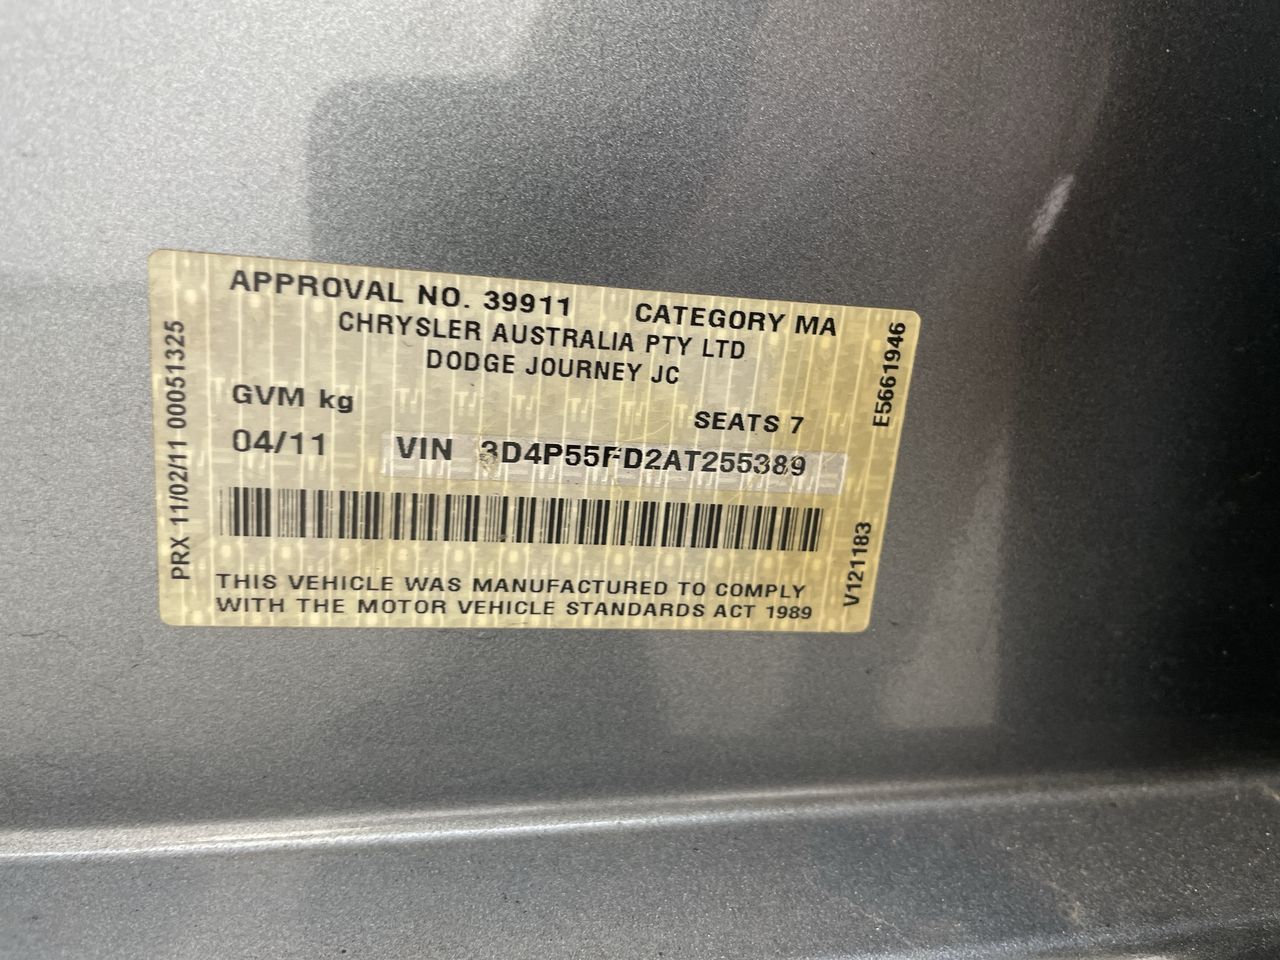 APPROVAL NO. 39911 CATEGORY MA
CHRYSLER AUSTRALIA PTY LTD
DODGE JOURNEY JC
GVM kg
SEATS 7
04/11 VIN 3D4P55FD2AT255389
THIS VEHICLE WAS MANUFACTURED TO COMPLY
WITH THE MOTOR VEHICLE STANDARDS ACT 1989
PRX 11/02/11 00051325
E5661946
V121183